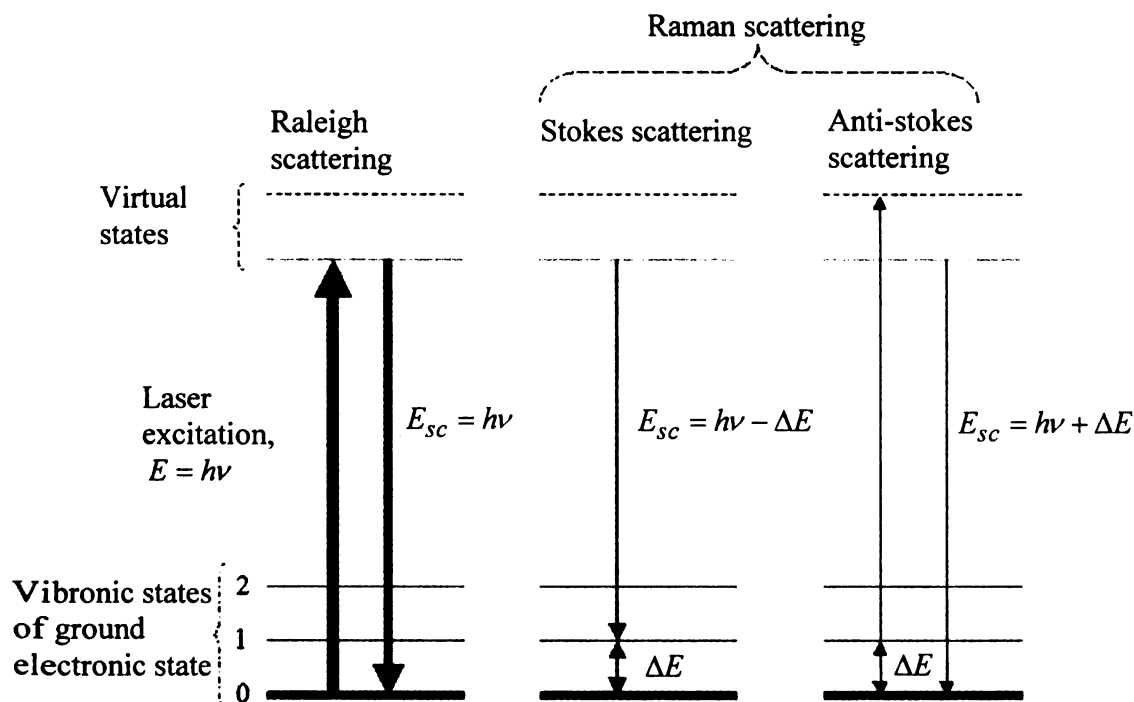 Raman scattering
Raleigh
scattering
Stokes scattering
Anti-stokes
scattering
Virtual
states
Laser
excitation,
E = hν
E_sc = hν
E_sc = hν − ΔE
E_sc = hν + ΔE
Vibronic states
of ground
electronic state
2
1
0
ΔE
ΔE